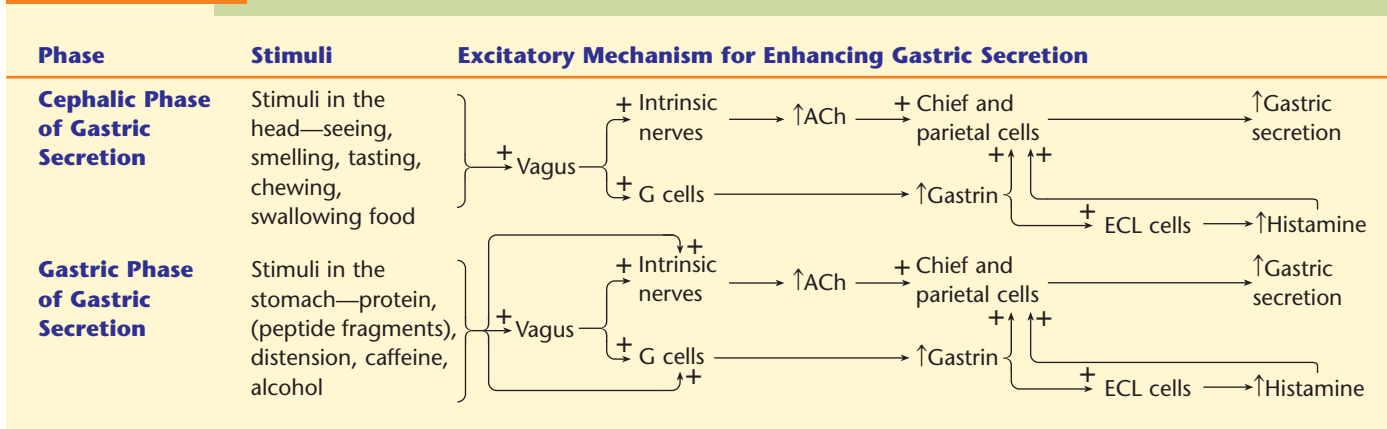 Phase Stimuli Excitatory Mechanism for Enhancing Gastric Secretion
Cephalic Phase
of Gastric
Secretion
Stimuli in the
head—seeing,
smelling, tasting,
chewing,
swallowing food
+ Vagus
+ Intrinsic
nerves
↑ACh
+ Chief and
parietal cells
↑Gastric
secretion
+ +
+ G cells
↑Gastrin
+ ECL cells
↑Histamine
Gastric Phase
of Gastric
Secretion
Stimuli in the
stomach—protein,
(peptide fragments),
distension, caffeine,
alcohol
+ Vagus
+
+ Intrinsic
nerves
↑ACh
+ Chief and
parietal cells
↑Gastric
secretion
+ +
+ G cells
+
↑Gastrin
+ ECL cells
↑Histamine